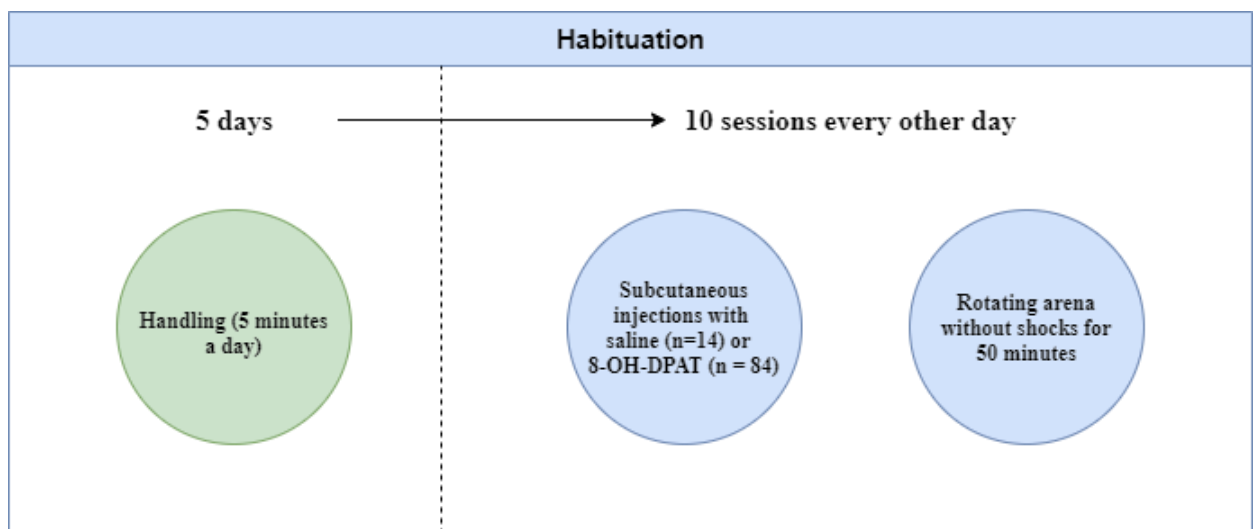 Habituation
5 days
10 sessions every other day
Handling (5 minutes
a day)
Subcutaneous
injections with
saline (n=14) or
8-OH-DPAT (n = 84)
Rotating arena
without shocks for
50 minutes